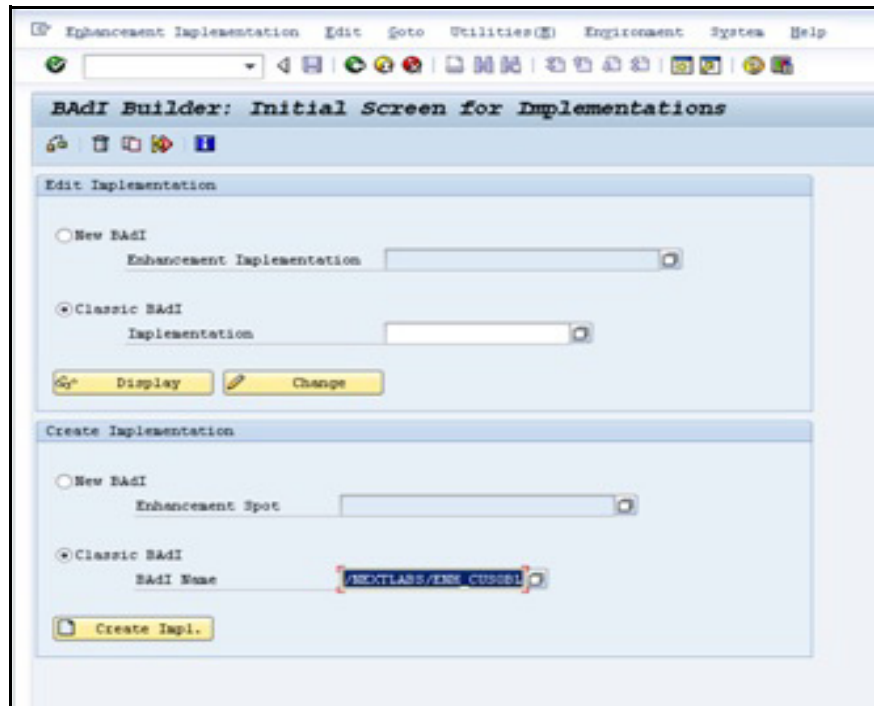 Enhancement Implementation Edit Goto Utilities(M) Environment System Help
BAdI Builder: Initial Screen for Implementations
Edit Implementation
New BAdI
Enhancement Implementation
Classic BAdI
Implementation
Display Change
Create Implementation
New BAdI
Enhancement Spot
Classic BAdI
BAdI Name /NEXTLABS/ENH_CUSOB1
Create Impl.